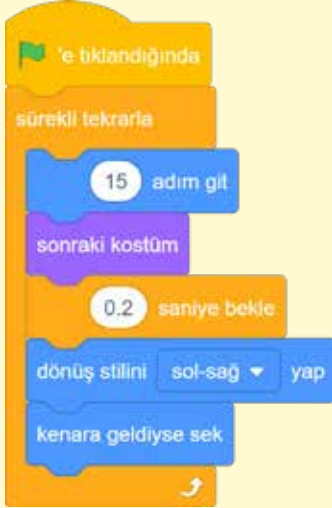 'e tıklandığında
sürekli tekrarla
15 adım git
sonraki kostüm
0.2 saniye bekle
dönüş stilini sol-sağ yap
kenara geldiyse sek